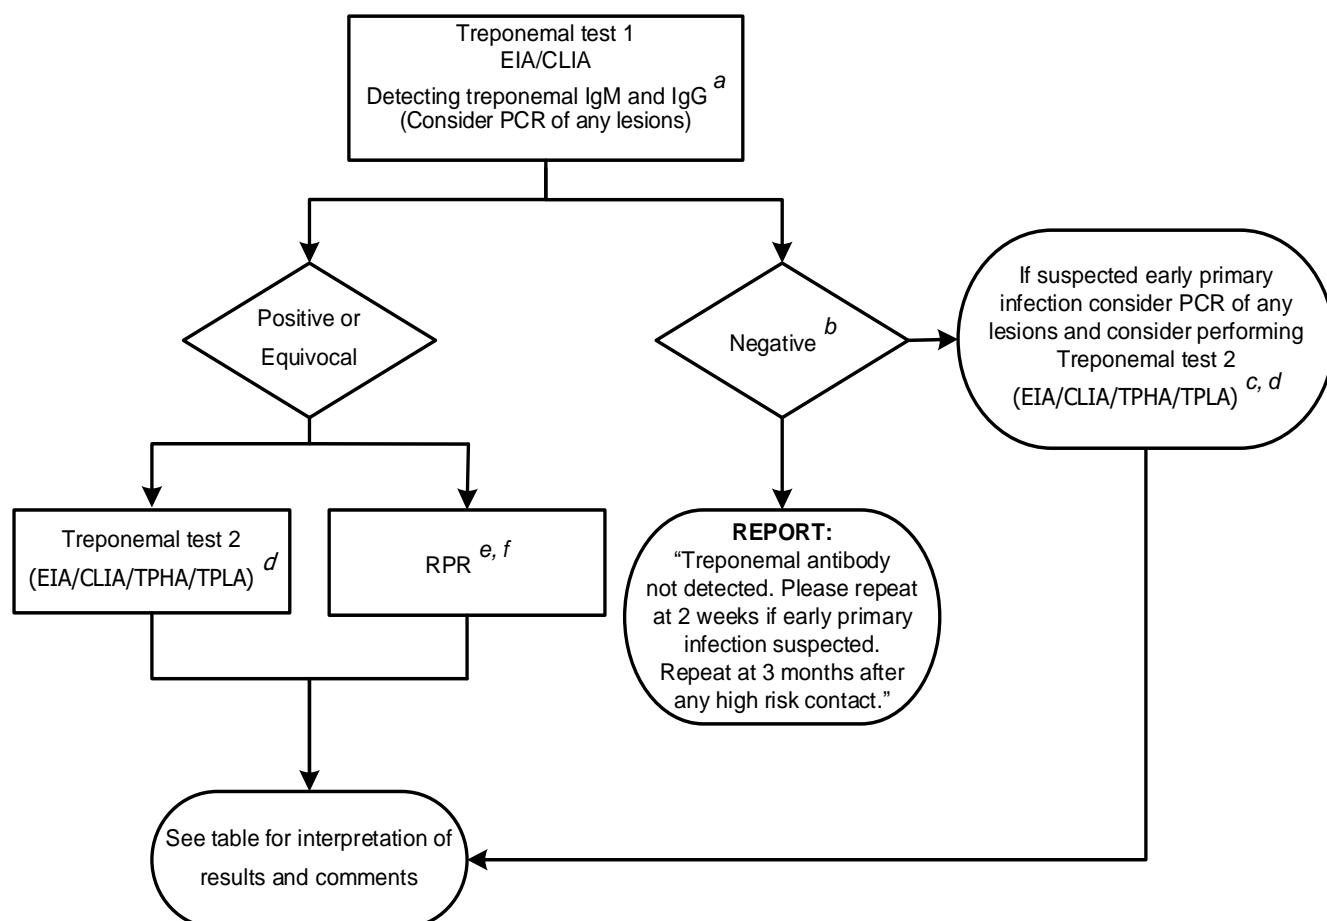 Treponemal test 1
EIA/CLIA
Detecting treponemal IgM and IgG a
(Consider PCR of any lesions)
Positive or
Equivocal
Negative b
If suspected early primary
infection consider PCR of any
lesions and consider performing
Treponemal test 2
(EIA/CLIA/TPHA/TPLA) c, d
Treponemal test 2
(EIA/CLIA/TPHA/TPLA) d
RPR e, f
REPORT:
“Treponemal antibody
not detected. Please repeat
at 2 weeks if early primary
infection suspected.
Repeat at 3 months after
any high risk contact.”
See table for interpretation of
results and comments